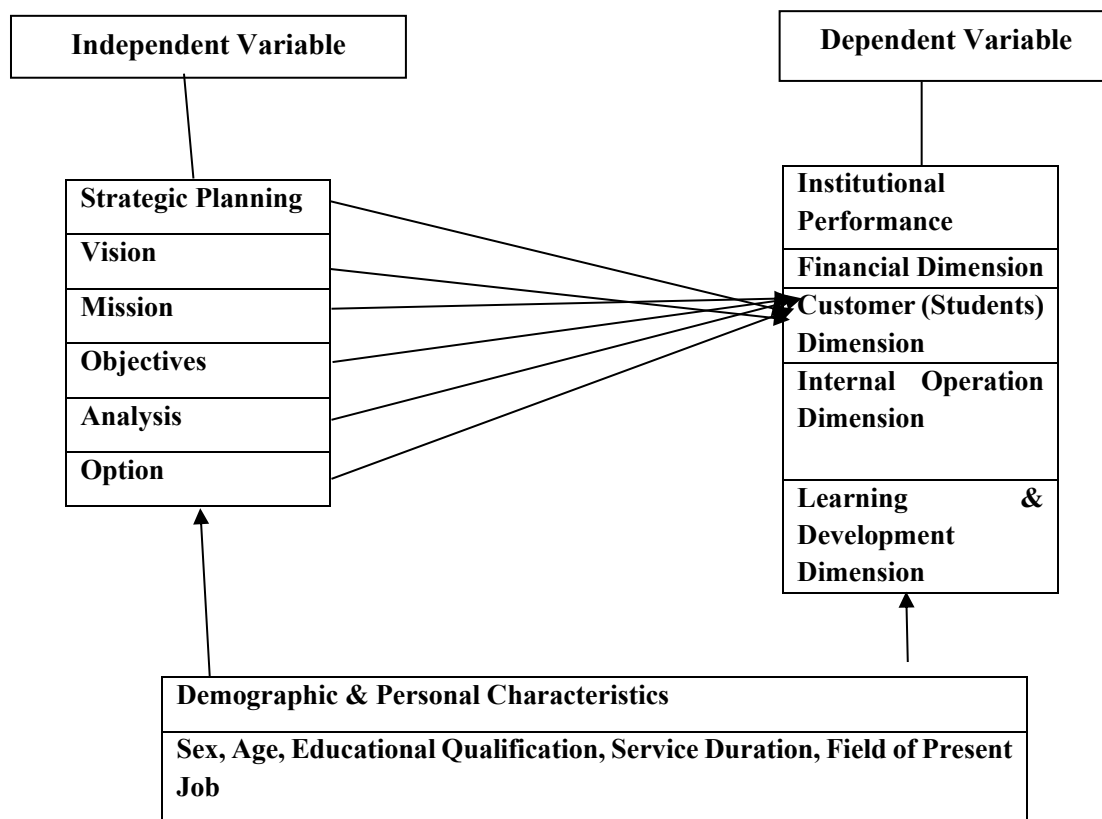 Independent Variable
Dependent Variable
Strategic Planning
Vision
Mission
Objectives
Analysis
Option
Institutional
Performance
Financial Dimension
Customer (Students)
Dimension
Internal Operation
Dimension
Learning &
Development
Dimension
Demographic & Personal Characteristics
Sex, Age, Educational Qualification, Service Duration, Field of Present
Job